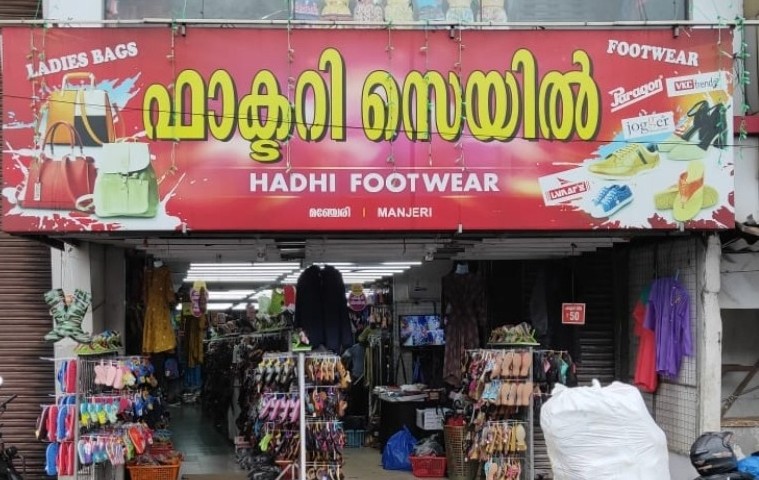 LADIES BAGS
ഫാക്ടറി സെയിൽ
FOOTWEAR
Paragon
VKC
jogger
HADHI FOOTWEAR
മഞ്ചേരി | MANJERI
50